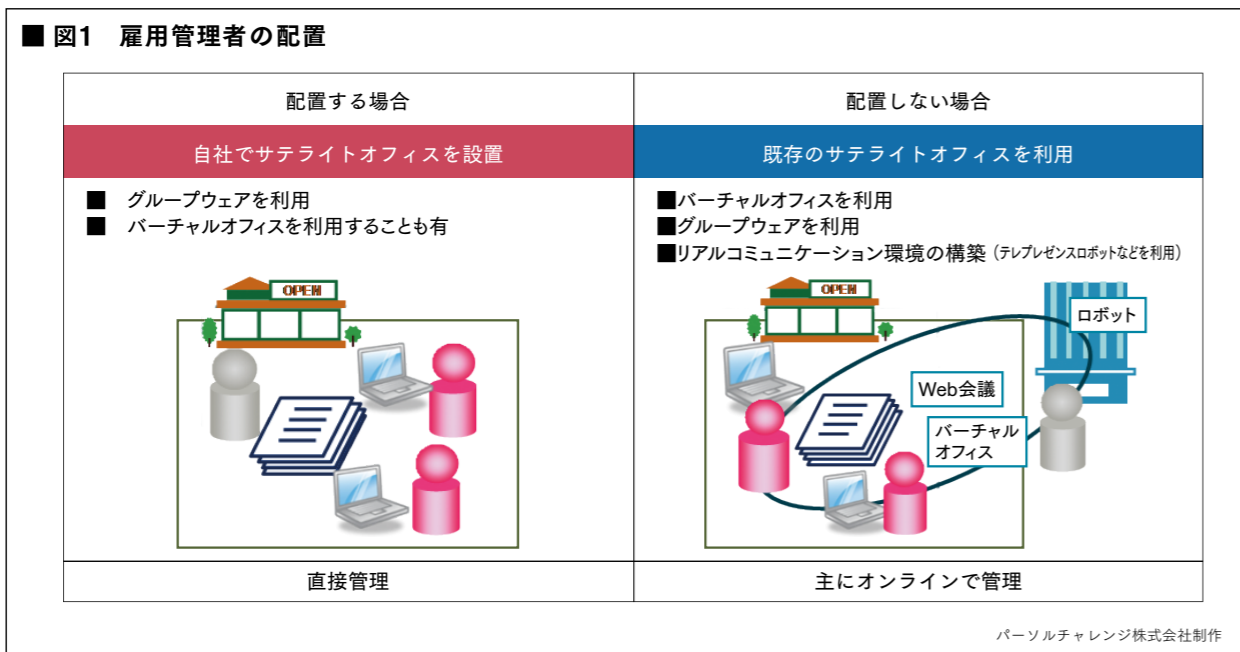 ■ 図1　雇用管理者の配置
配置する場合
配置しない場合
自社でサテライトオフィスを設置
既存のサテライトオフィスを利用
■　グループウェアを利用
■　バーチャルオフィスを利用することも有
■バーチャルオフィスを利用
■グループウェアを利用
■リアルコミュニケーション環境の構築（テレプレゼンスロボットなどを利用）
OPEN
OPEN
ロボット
Web会議
バーチャル
オフィス
直接管理
主にオンラインで管理
パーソルチャレンジ株式会社制作